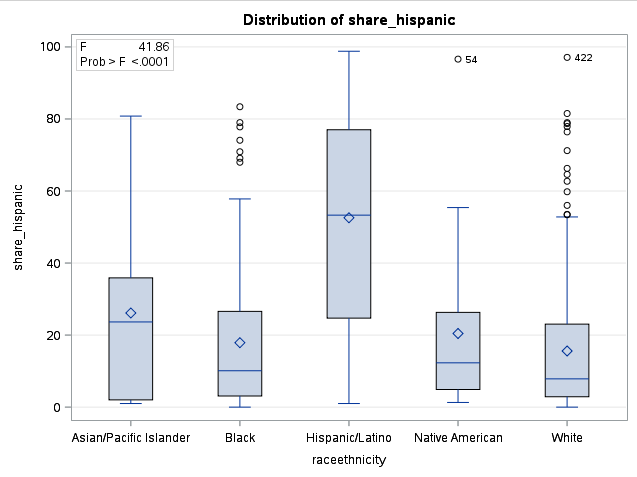 Distribution of share_hispanic
F 41.86
Prob > F <.0001
100
80
60
40
20
0
share_hispanic
54
422
Asian/Pacific Islander
Black
Hispanic/Latino
Native American
White
raceethnicity